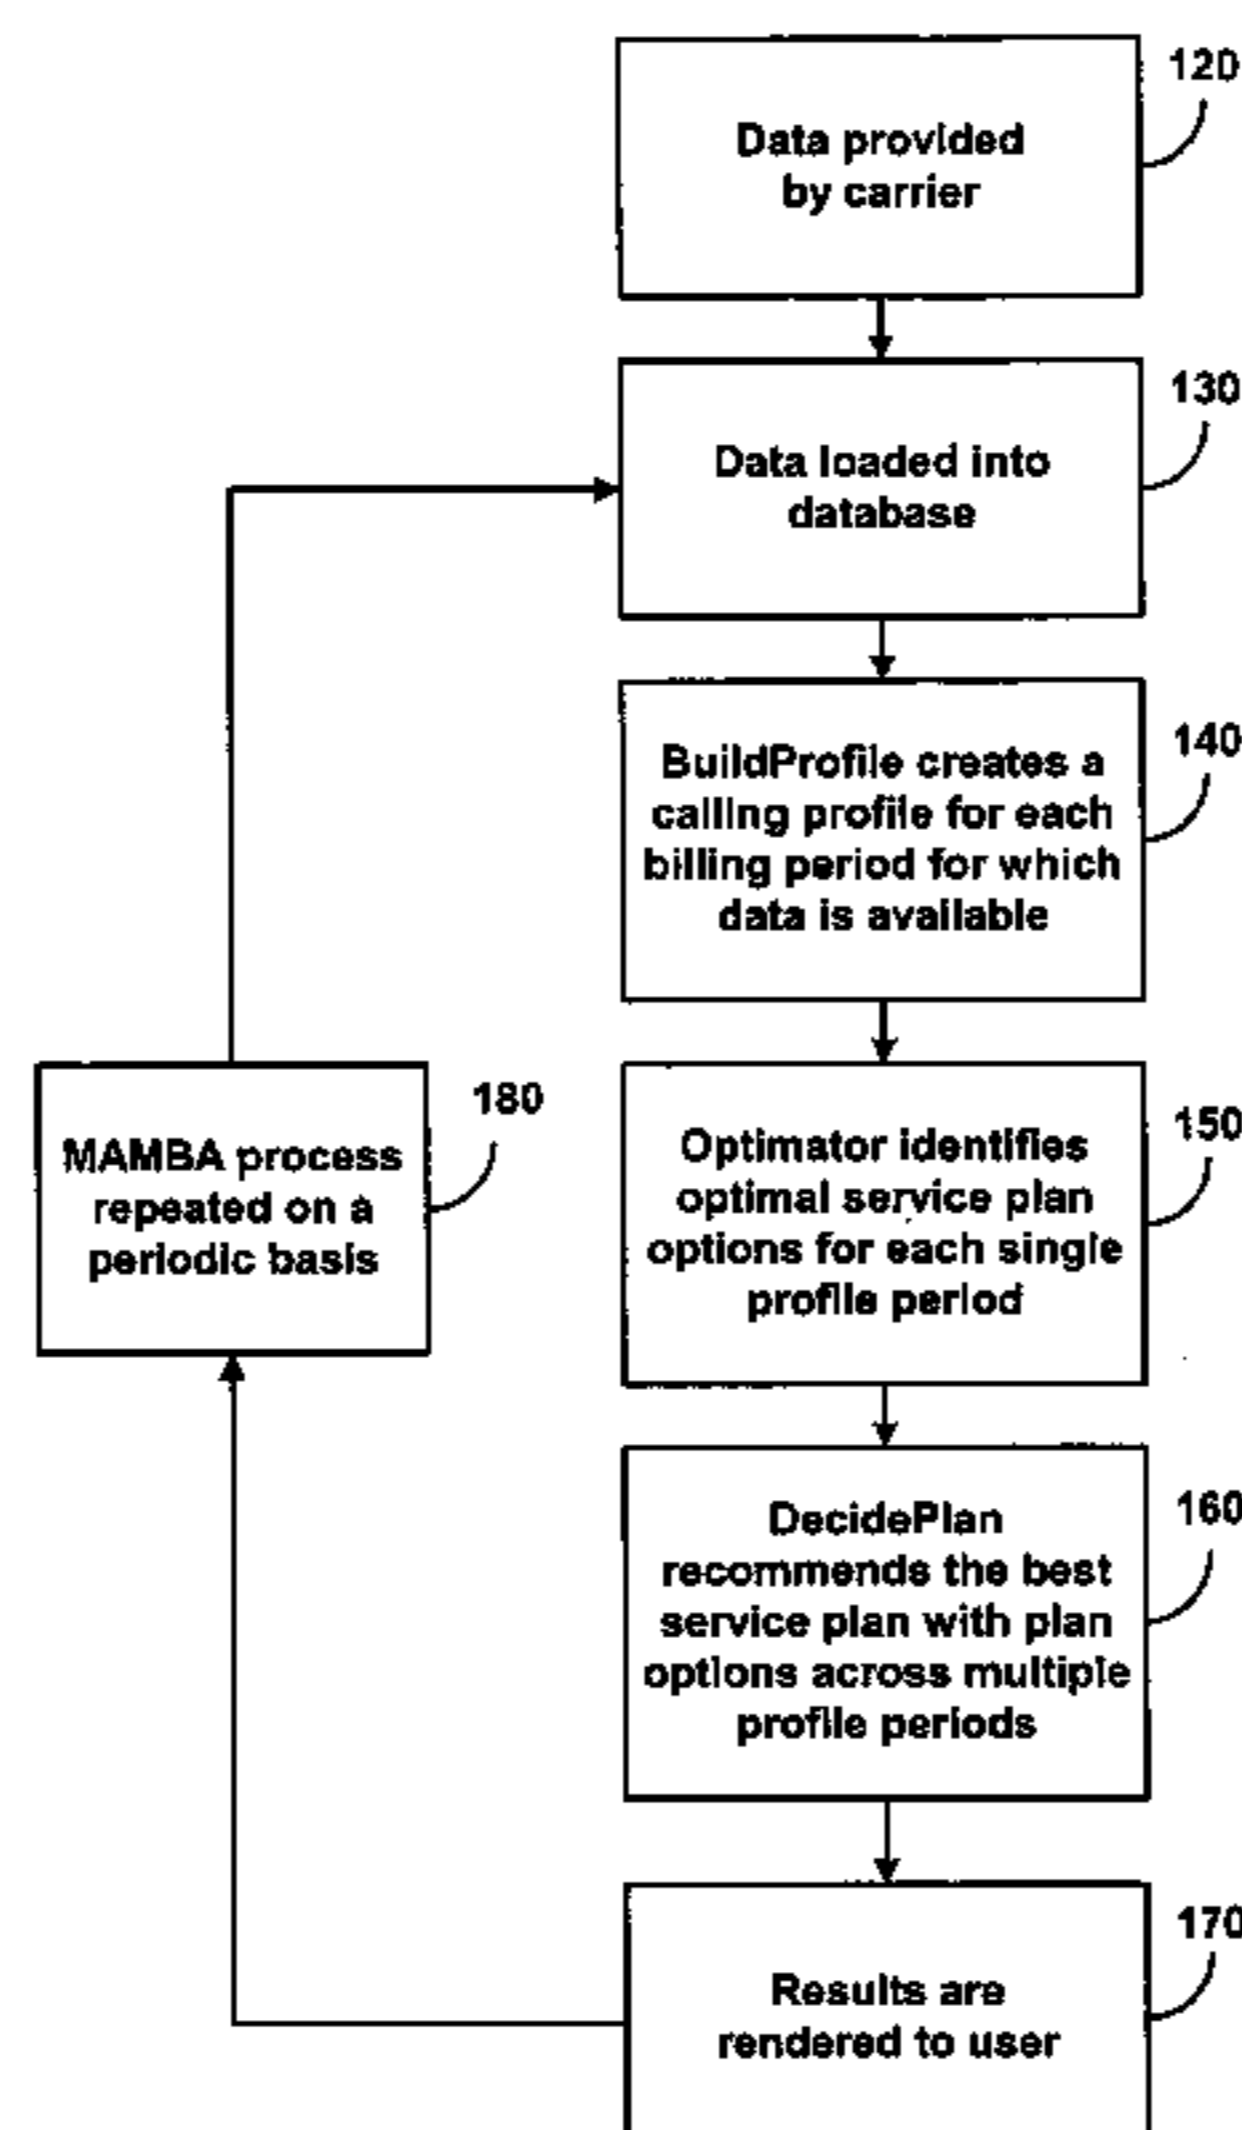 120
Data provided
by carrier
130
Data loaded into
database
140
BuildProfile creates a
calling profile for each
billing period for which
data is available
180
MAMBA process
repeated on a
periodic basis
150
Optimator identifies
optimal service plan
options for each single
profile period
160
DecidePlan
recommends the best
service plan with plan
options across multiple
profile periods
170
Results are
rendered to user